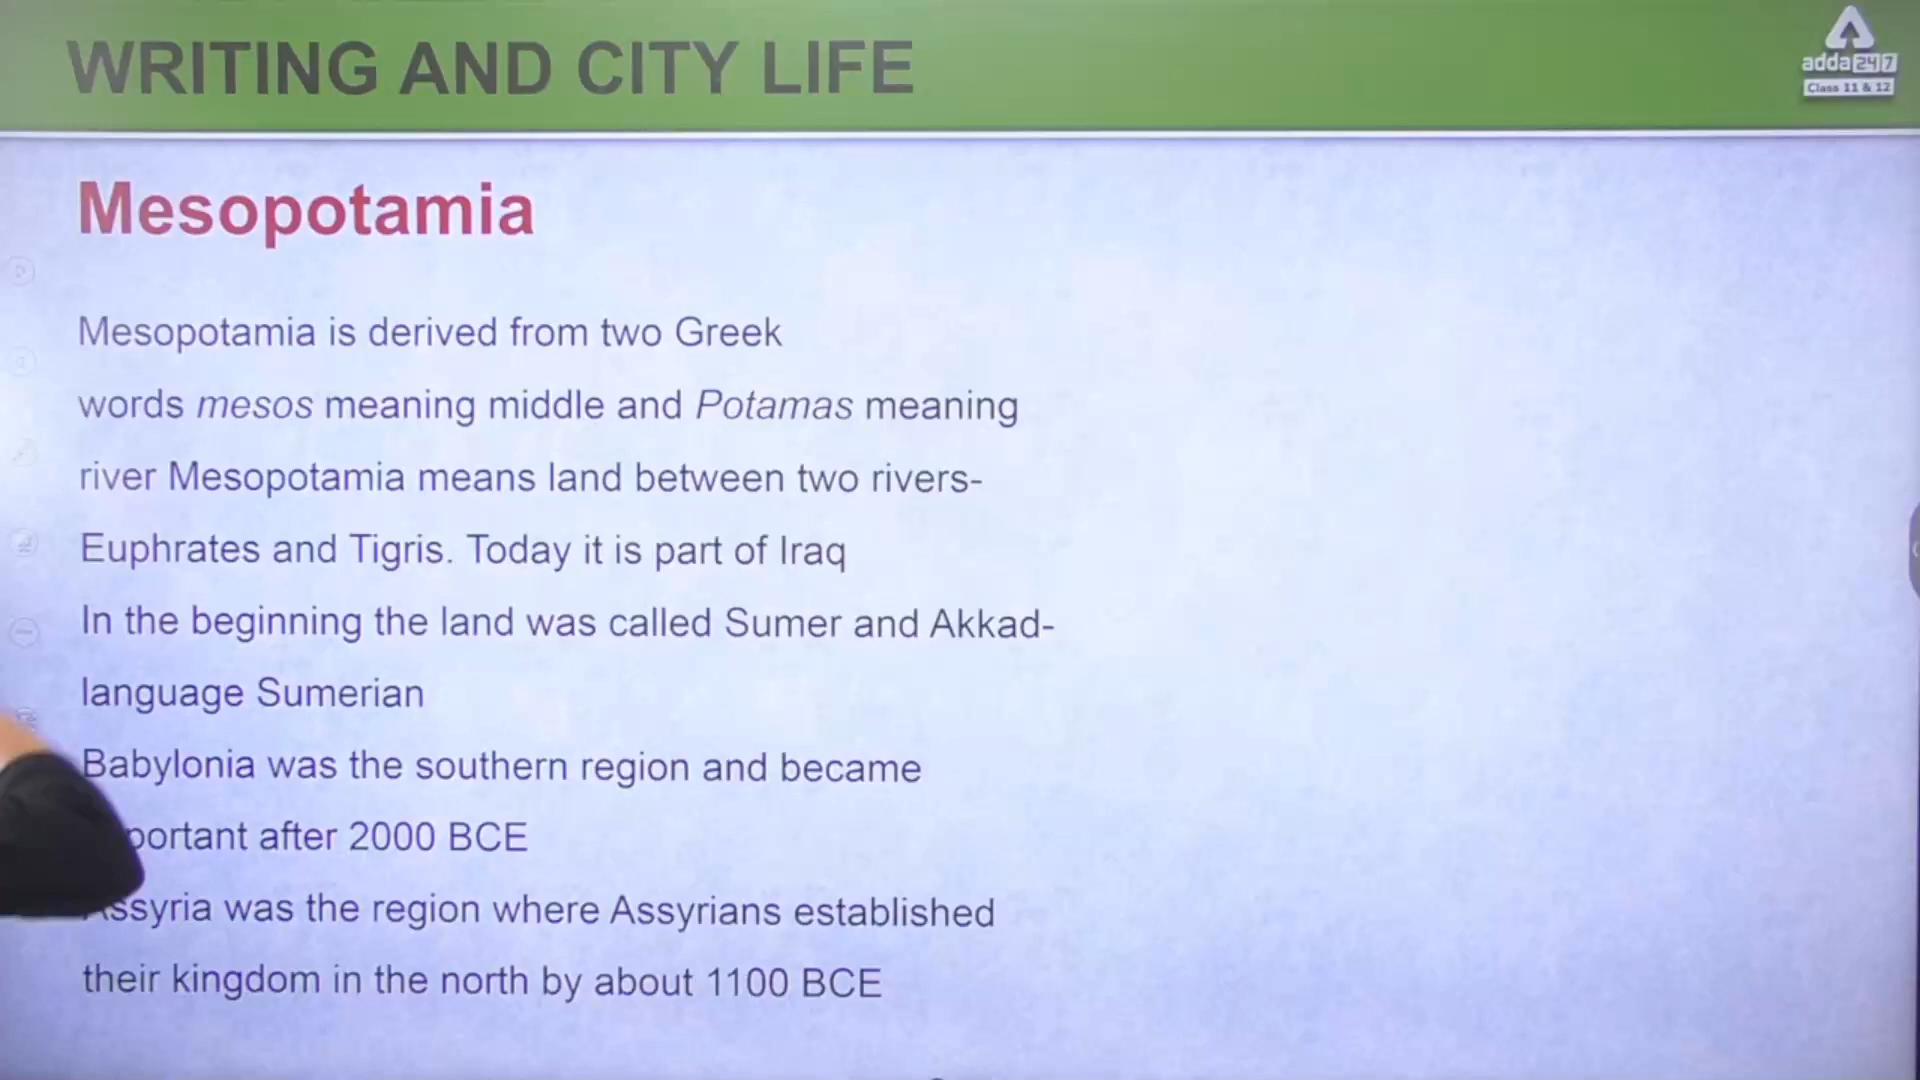 WRITING AND CITY LIFE
adda247
Class 11 & 12
Mesopotamia
Mesopotamia is derived from two Greek
words mesos meaning middle and Potamas meaning
river Mesopotamia means land between two rivers-
Euphrates and Tigris. Today it is part of Iraq
In the beginning the land was called Sumer and Akkad-
language Sumerian
Babylonia was the southern region and became
portant after 2000 BCE
Assyria was the region where Assyrians established
their kingdom in the north by about 1100 BCE